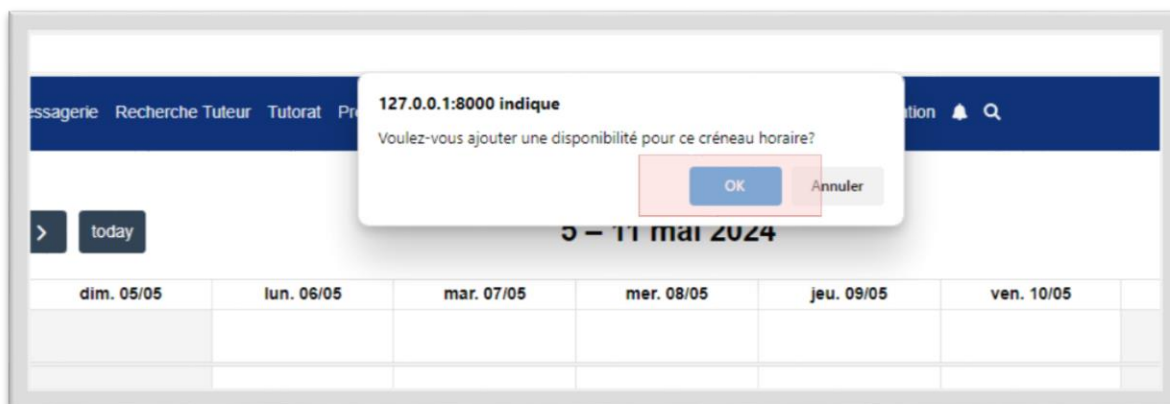 127.0.0.1:8000 indique
essagerie Recherche Tuteur Tutorat
Voulez-vous ajouter une disponibilité pour ce créneau horaire?
OK Annuler
today 5 – 11 mai 2024
dim. 05/05 lun. 06/05 mar. 07/05 mer. 08/05 jeu. 09/05 ven. 10/05